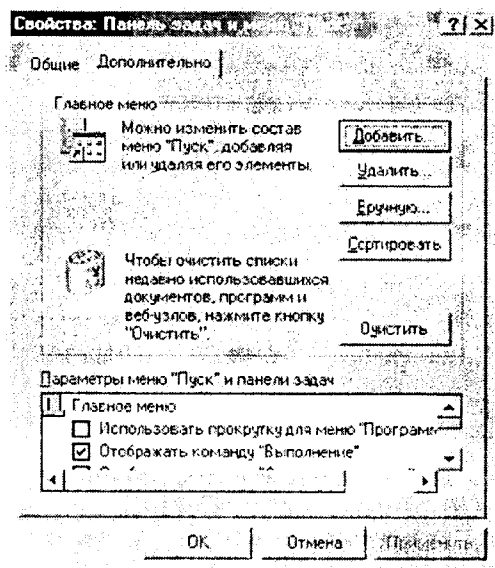 Свойства: Панель задач и
Общие
Дополнительно
Главное меню
Можно изменить состав
меню "Пуск", добавляя
или удаляя его элементы.
Добавить...
Удалить...
Вручную...
Сортировать
Чтобы очистить списки
недавно использовавшихся
документов, программ и
веб-узлов, нажмите кнопку
"Очистить".
Очистить
Параметры меню "Пуск" и панели задач
Главное меню
Использовать прокрутку для меню "Програм
Отображать команду "Выполнение"
OK
Отмена
Применить